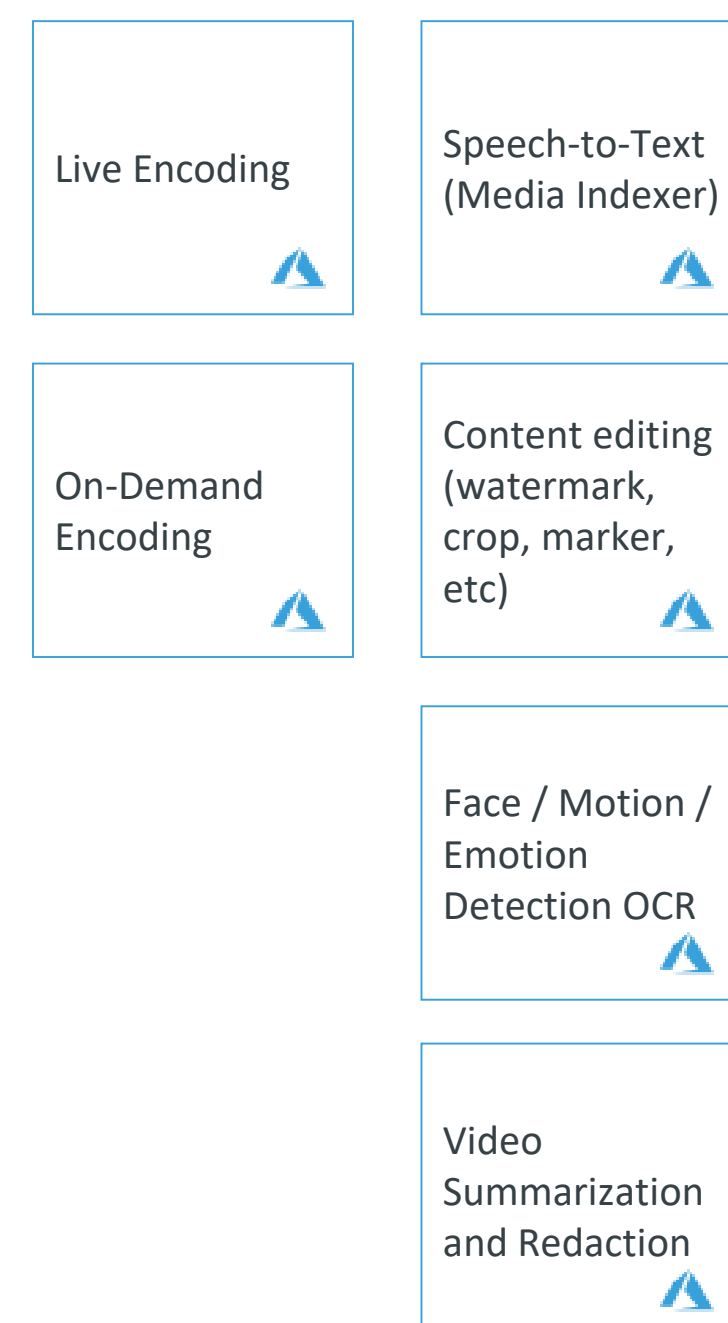 Live Encoding
Speech-to-Text
(Media Indexer)
On-Demand
Encoding
Content editing
(watermark,
crop, marker,
etc)
Face / Motion /
Emotion
Detection OCR
Video
Summarization
and Redaction